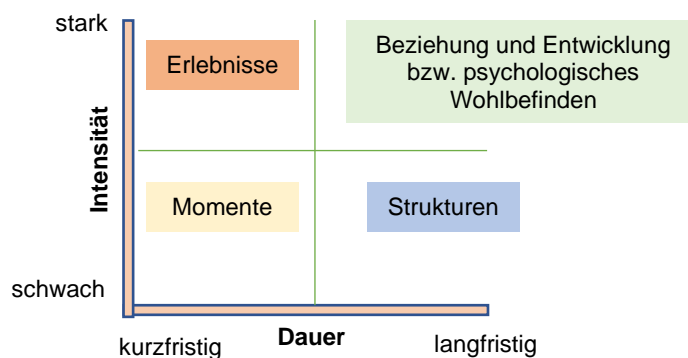 stark
Erlebnisse
Beziehung und Entwicklung
bzw. psychologisches
Wohlbefinden
Intensität
Momente
Strukturen
schwach
kurzfristig
Dauer
langfristig